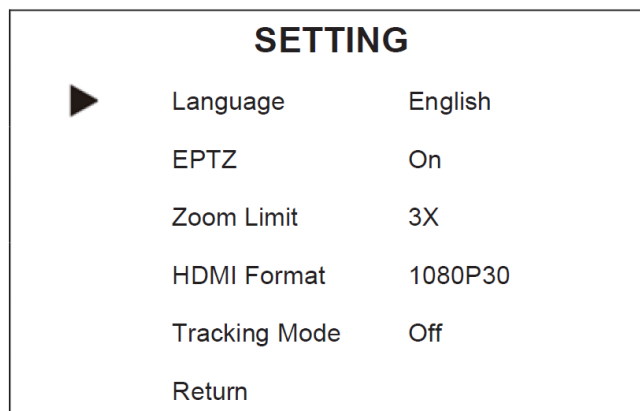 SETTING
Language English
EPTZ On
Zoom Limit 3X
HDMI Format 1080P30
Tracking Mode Off
Return